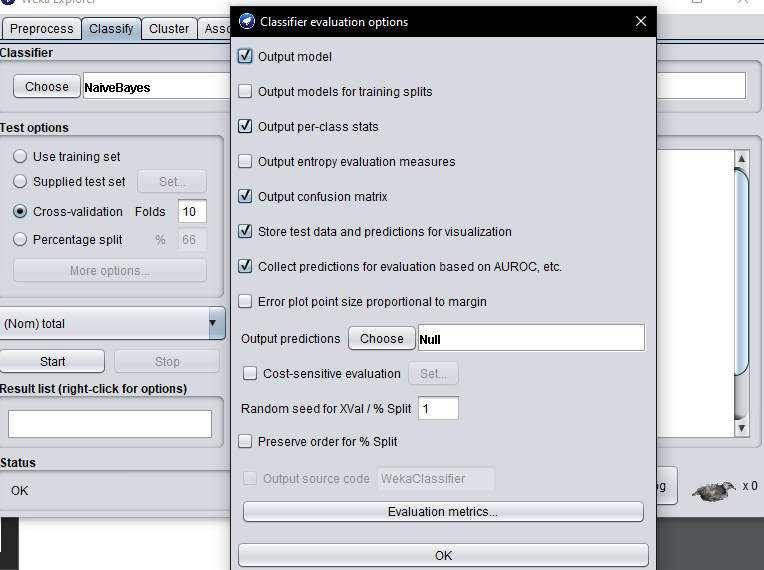 Weka Explorer
Preprocess Classify Cluster
Classifier
Choose NaiveBayes
Test options
Use training set
Supplied test set Set...
Cross-validation Folds 10
Percentage split % 66
More options...
(Nom) total
Start Stop
Result list (right-click for options)
Status
OK
x 0
Classifier evaluation options
Output model
Output models for training splits
Output per-class stats
Output entropy evaluation measures
Output confusion matrix
Store test data and predictions for visualization
Collect predictions for evaluation based on AUROC, etc.
Error plot point size proportional to margin
Output predictions Choose Null
Cost-sensitive evaluation Set...
Random seed for XVal / % Split 1
Preserve order for % Split
Output source code WekaClassifier
Evaluation metrics...
OK